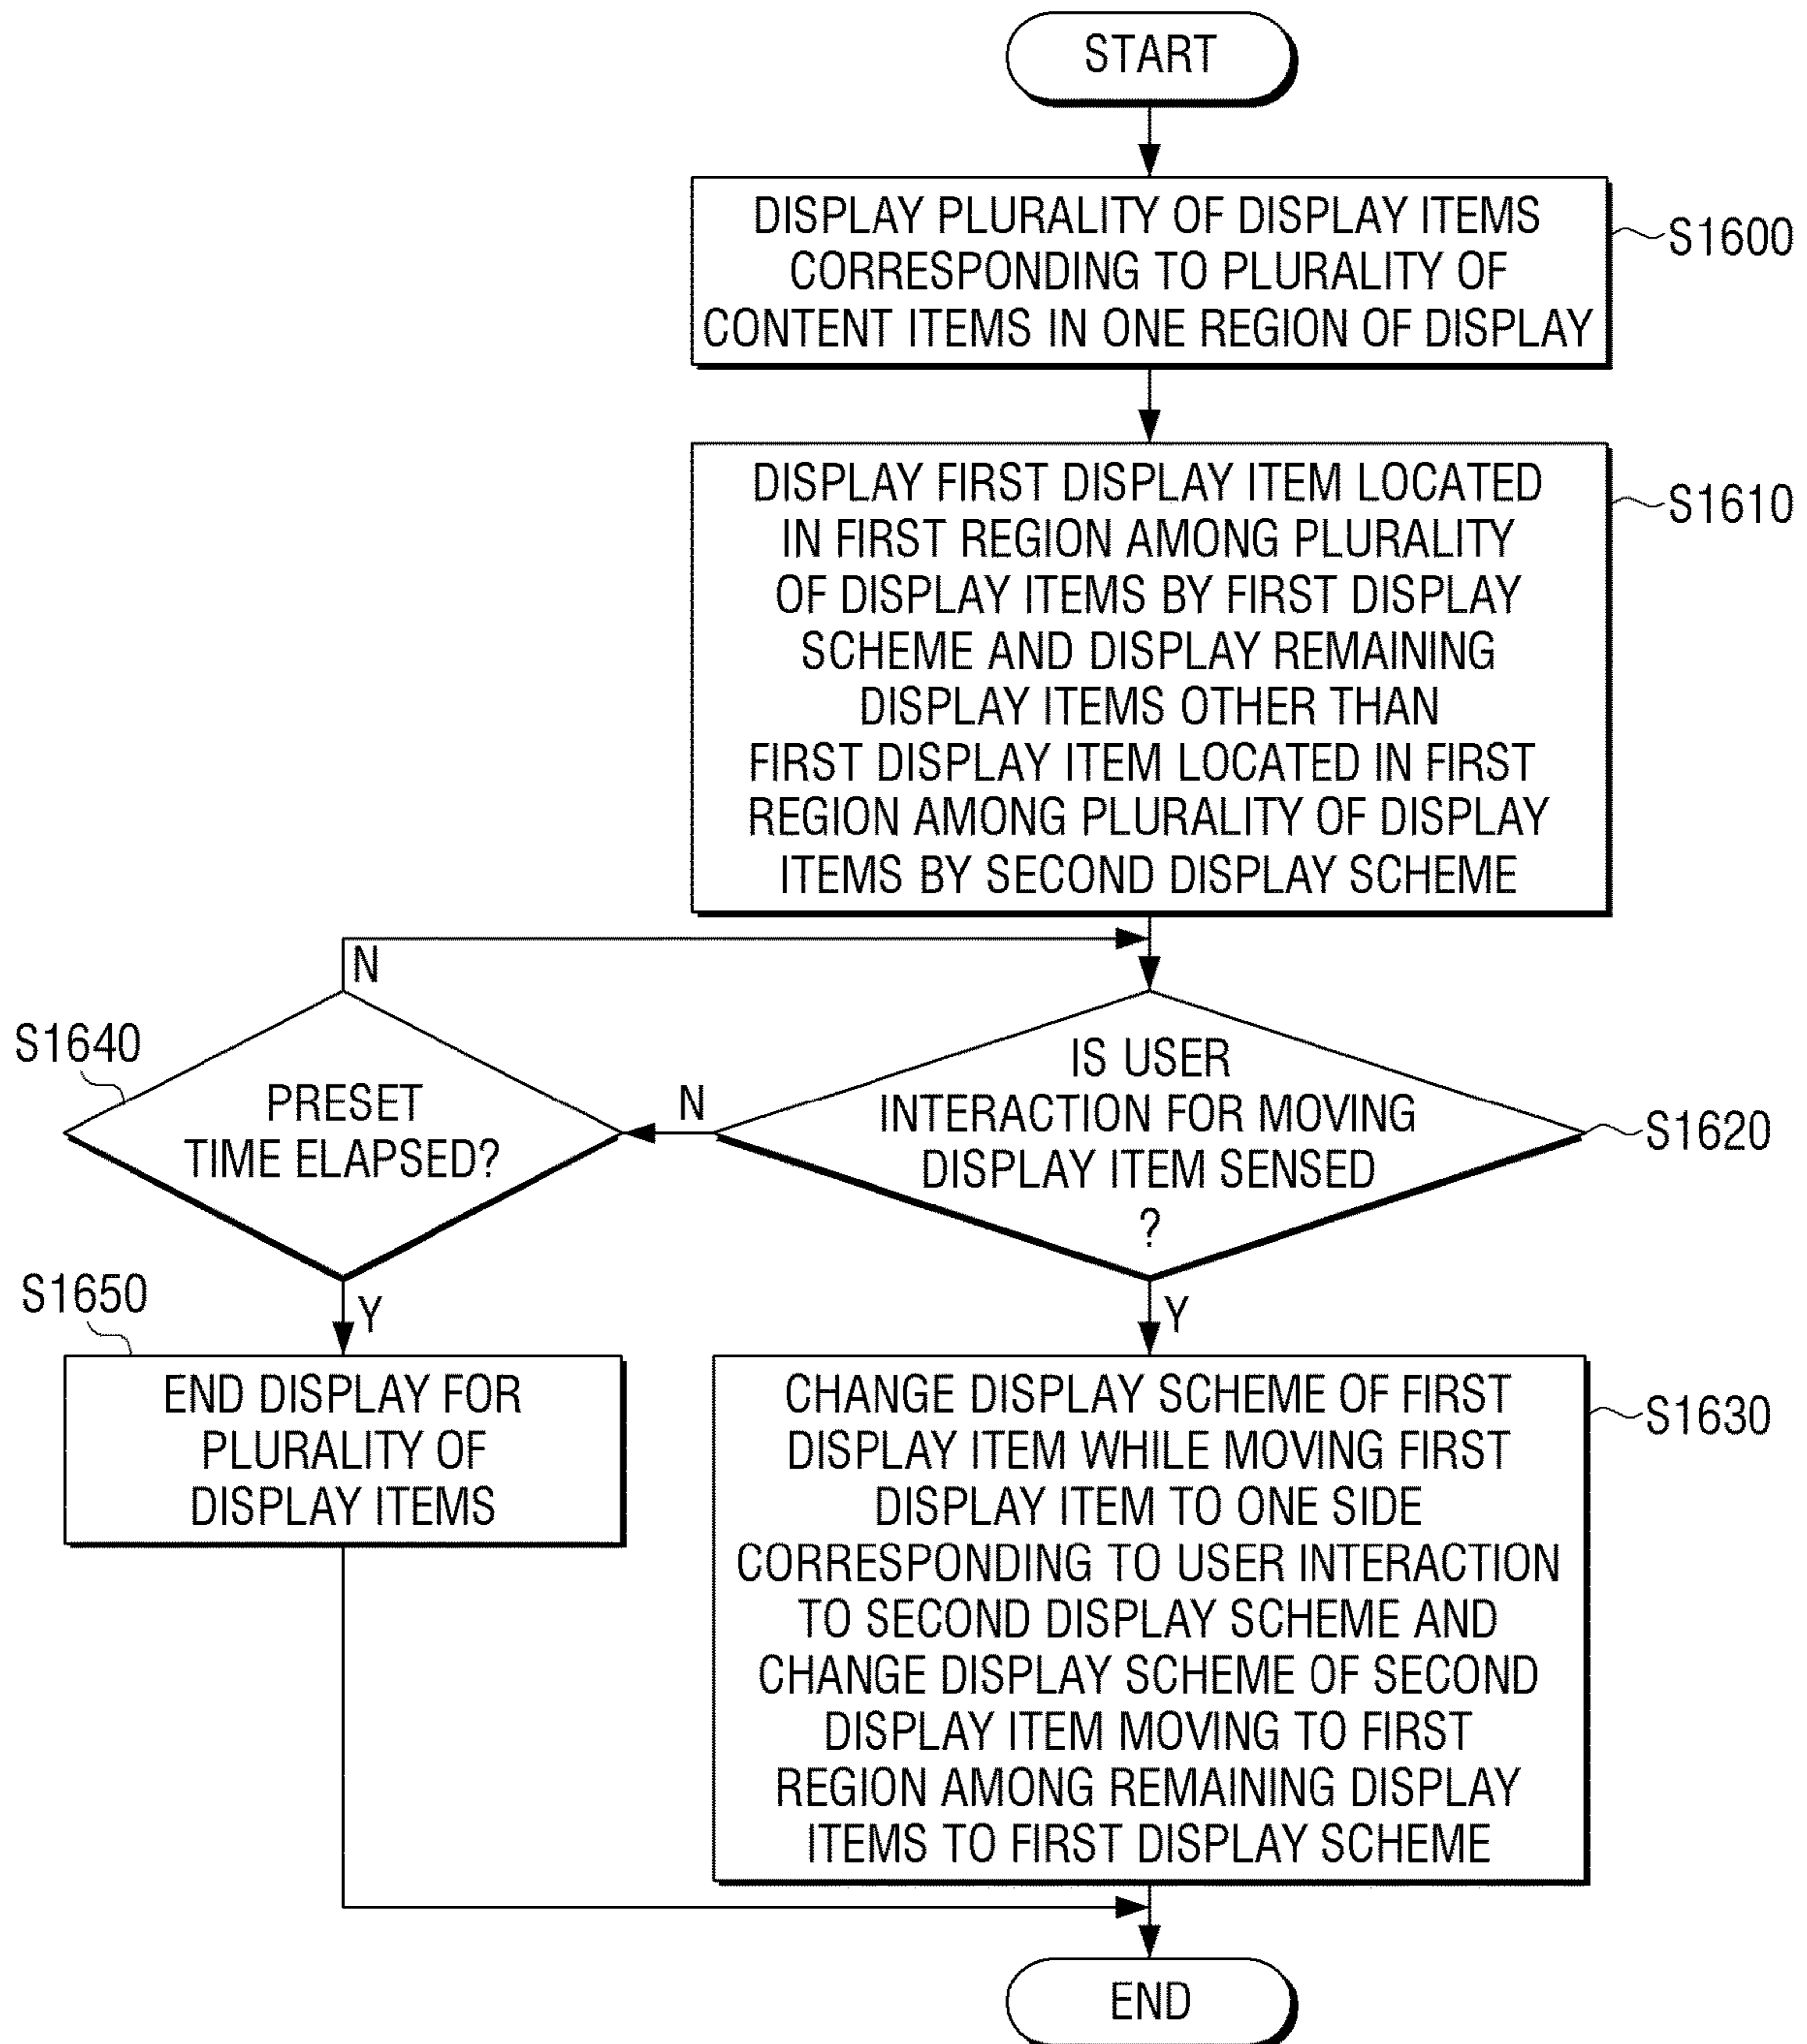 START
DISPLAY PLURALITY OF DISPLAY ITEMS
CORRESPONDING TO PLURALITY OF
CONTENT ITEMS IN ONE REGION OF DISPLAY
S1600
DISPLAY FIRST DISPLAY ITEM LOCATED
IN FIRST REGION AMONG PLURALITY
OF DISPLAY ITEMS BY FIRST DISPLAY
SCHEME AND DISPLAY REMAINING
DISPLAY ITEMS OTHER THAN
FIRST DISPLAY ITEM LOCATED IN FIRST
REGION AMONG PLURALITY OF DISPLAY
ITEMS BY SECOND DISPLAY SCHEME
S1610
IS USER
INTERACTION FOR MOVING
DISPLAY ITEM SENSED
?
S1620
N
PRESET
TIME ELAPSED?
S1640
N
Y
END DISPLAY FOR
PLURALITY OF
DISPLAY ITEMS
S1650
Y
CHANGE DISPLAY SCHEME OF FIRST
DISPLAY ITEM WHILE MOVING FIRST
DISPLAY ITEM TO ONE SIDE
CORRESPONDING TO USER INTERACTION
TO SECOND DISPLAY SCHEME AND
CHANGE DISPLAY SCHEME OF SECOND
DISPLAY ITEM MOVING TO FIRST
REGION AMONG REMAINING DISPLAY
ITEMS TO FIRST DISPLAY SCHEME
S1630
END